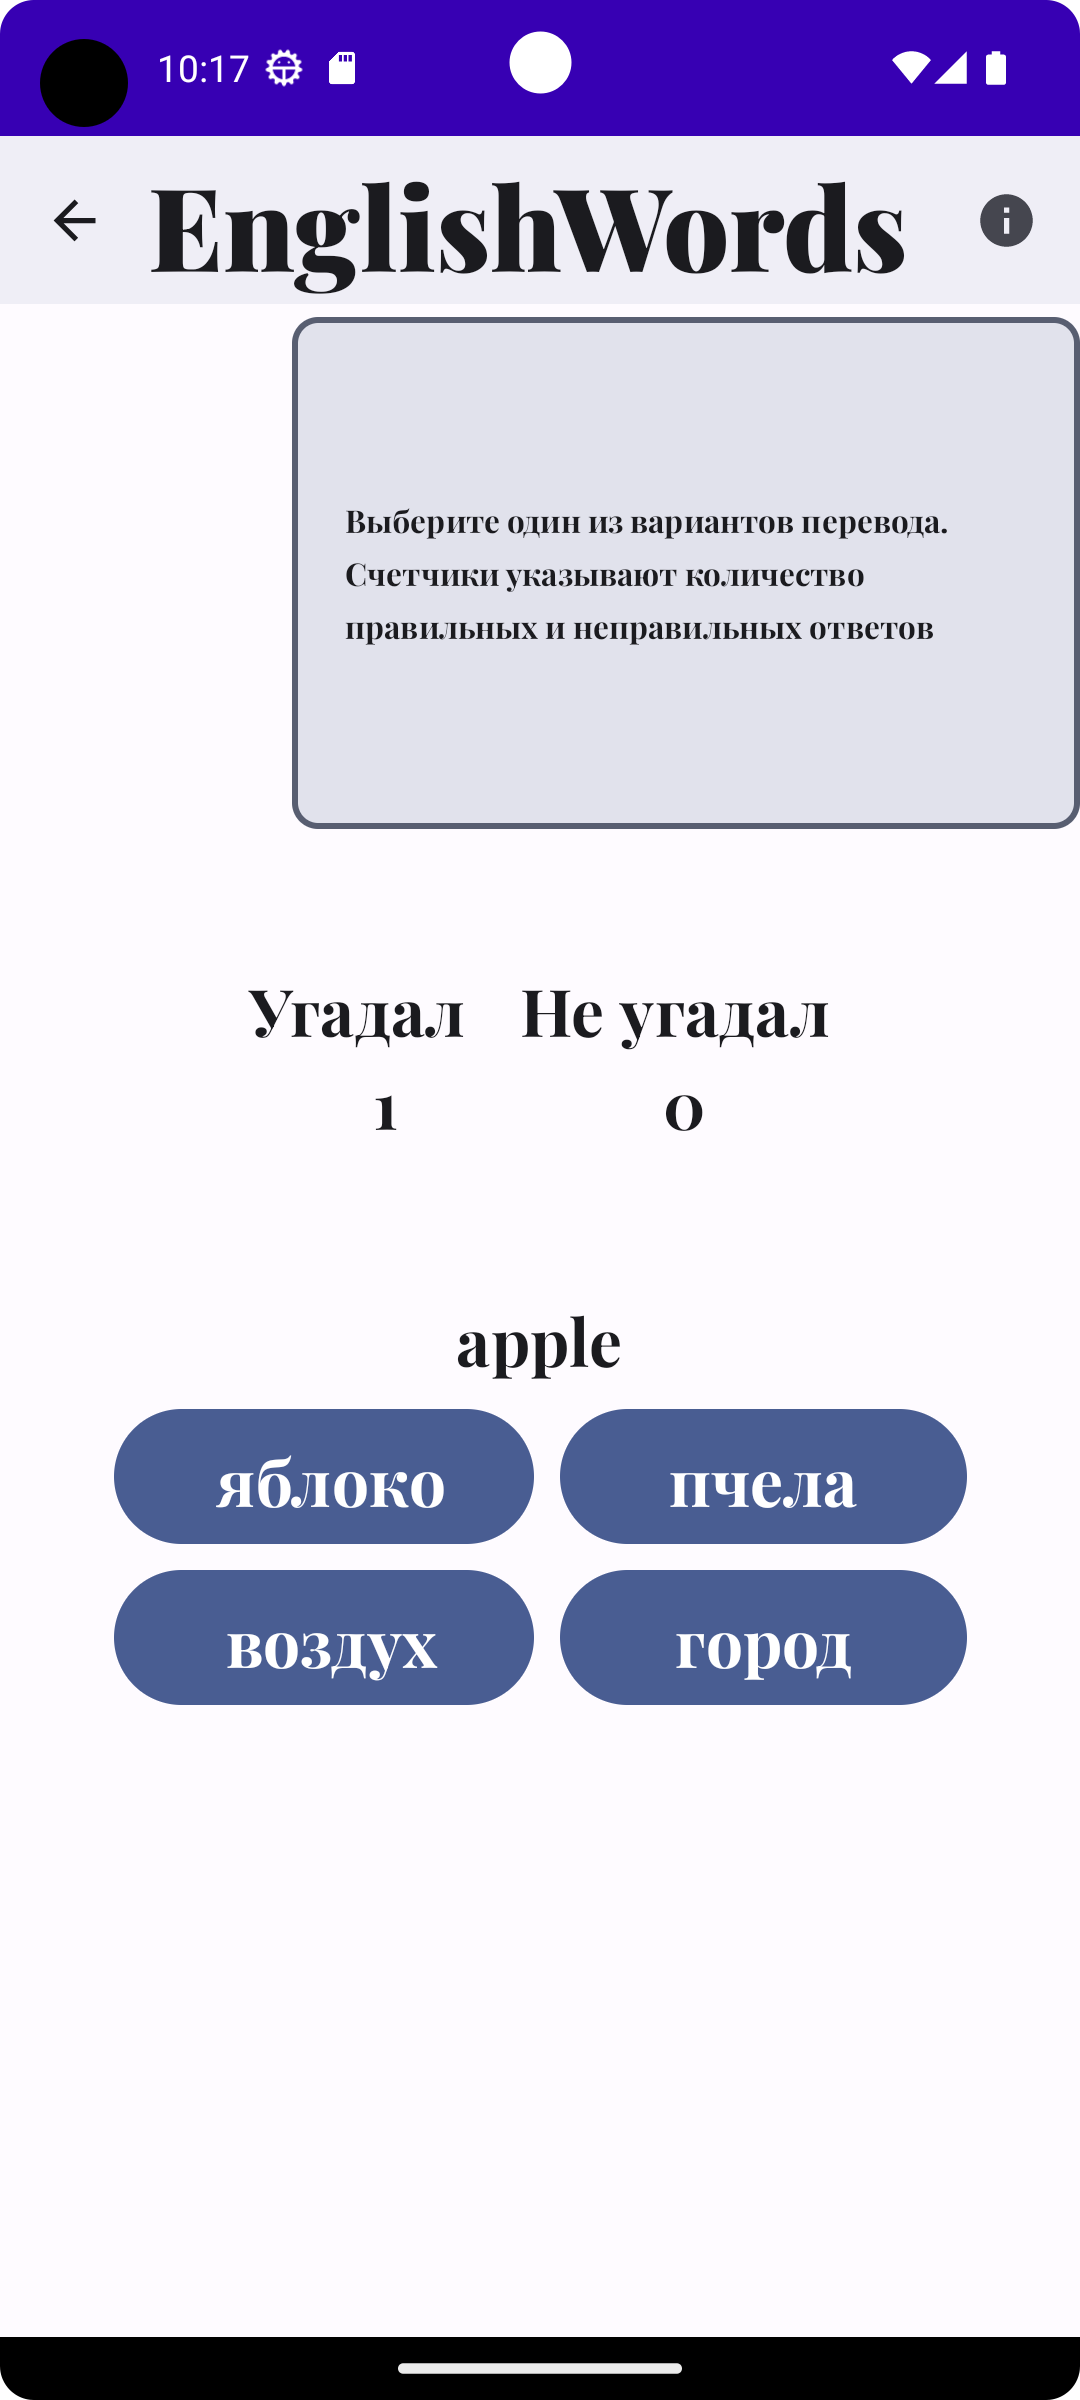 10:17
EnglishWords
Выберите один из вариантов перевода.
Счетчики указывают количество
правильных и неправильных ответов
Угадал Не угадал
1 0
apple
яблоко пчела
воздух город